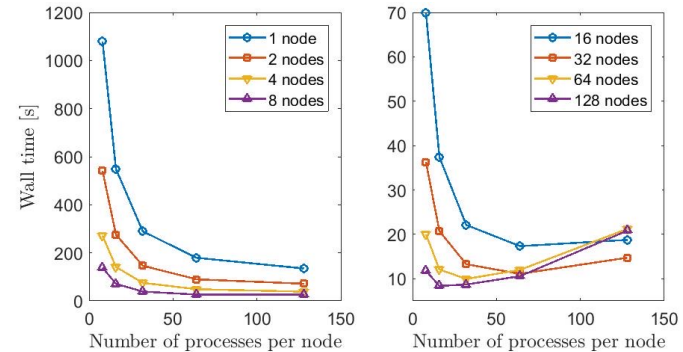 1200
1000
800
600
400
200
0
Wall time [s]
0 50 100 150
Number of processes per node
1 node
2 nodes
4 nodes
8 nodes
70
60
50
40
30
20
10
0 50 100 150
Number of processes per node
16 nodes
32 nodes
64 nodes
128 nodes